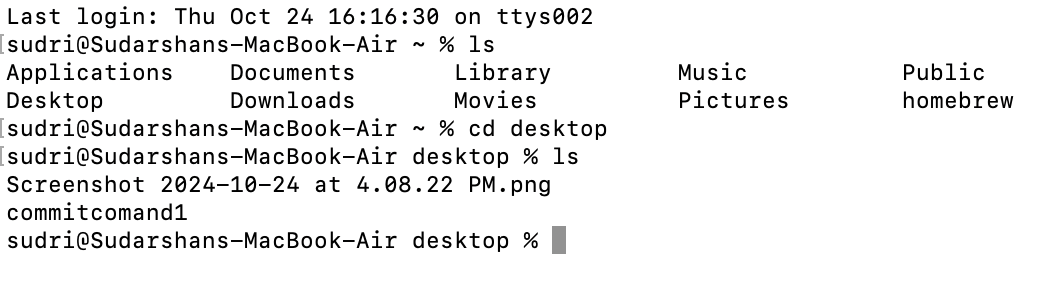 Last login: Thu Oct 24 16:16:30 on ttys002
[sudri@Sudarshans-MacBook-Air ~ % ls
Applications    Documents       Library         Music           Public
Desktop         Downloads       Movies          Pictures        homebrew
[sudri@Sudarshans-MacBook-Air ~ % cd desktop
[sudri@Sudarshans-MacBook-Air desktop % ls
Screenshot 2024-10-24 at 4.08.22 PM.png
commitcomand1
sudri@Sudarshans-MacBook-Air desktop %